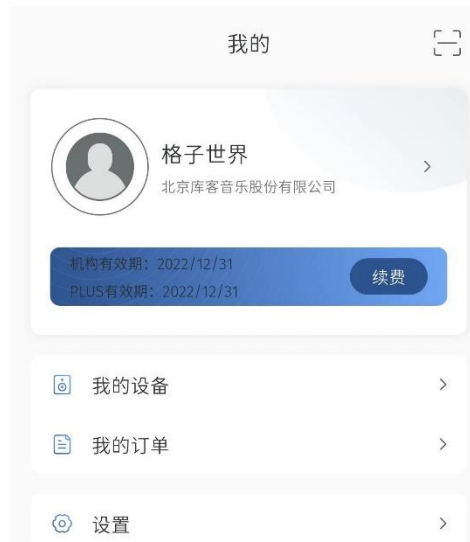 我的
格子世界
北京库客音乐股份有限公司
机构有效期：2022/12/31
PLUS有效期：2022/12/31
续费
我的设备
我的订单
设置